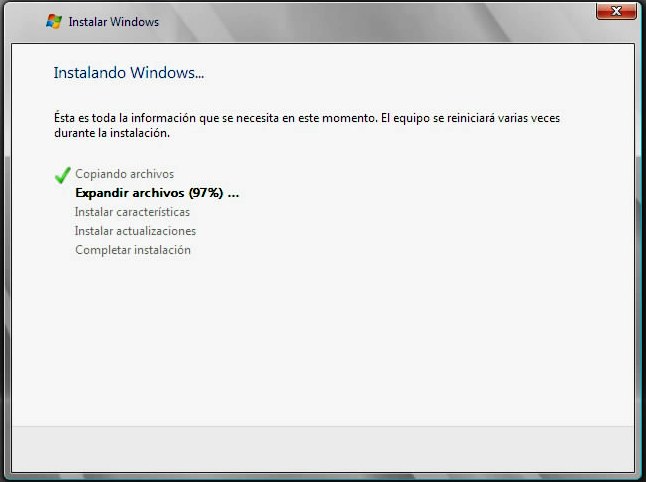 Instalar Windows
Instalando Windows...
Ésta es toda la información que se necesita en este momento. El equipo se reiniciará varias veces
durante la instalación.
Copiando archivos
Expandir archivos (97%) ...
Instalar características
Instalar actualizaciones
Completar instalación